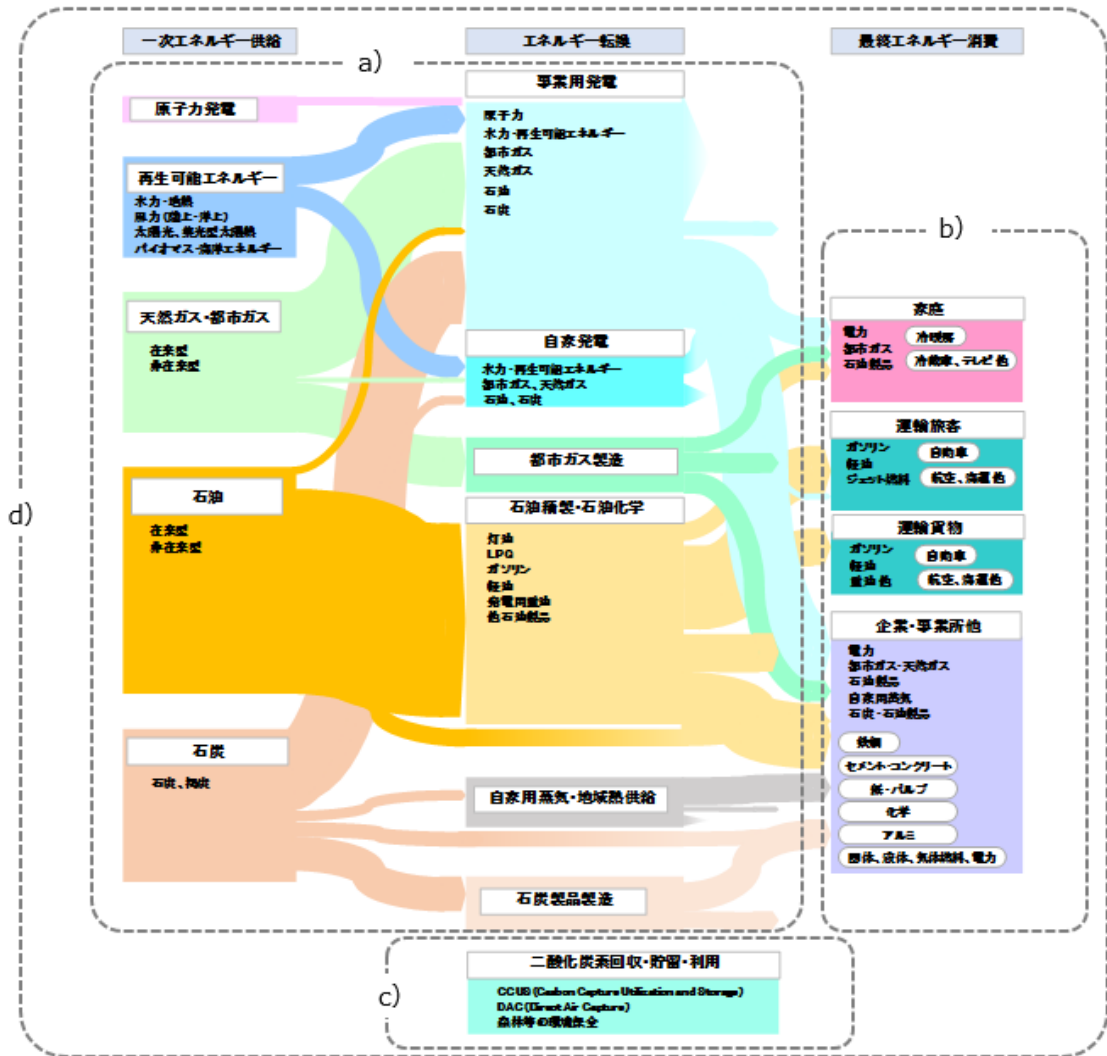 一次エネルギー供給
エネルギー転換
最終エネルギー消費
a)
原子力発電
再生可能エネルギー
水力・地熱
風力(陸上・洋上)
太陽光、集光型太陽熱
バイオマス・海洋エネルギー
天然ガス・都市ガス
在来型
非在来型
石油
在来型
非在来型
石炭
石炭、褐炭
事業用発電
原子力
水力・再生可能エネルギー
都市ガス
天然ガス
石油
石炭
自家発電
水力・再生可能エネルギー
都市ガス、天然ガス
石油、石炭
都市ガス製造
石油精製・石油化学
灯油
LPG
ガソリン
軽油
発電用重油
他石油製品
自家用蒸気・地域熱供給
石炭製品製造
b)
家庭
電力
都市ガス
石油製品
冷暖房
冷蔵庫、テレビ他
運輸旅客
ガソリン
軽油
ジェット燃料
自動車
航空、海運他
運輸貨物
ガソリン
軽油
重油他
自動車
航空、海運他
企業・事業所他
電力
都市ガス・天然ガス
石油製品
自家用蒸気
石炭・石油製品
鉄鋼
セメント・コンクリート
紙・パルプ
化学
アルミ
固体、液体、気体燃料、電力
c)
二酸化炭素回収・貯留・利用
CCUS(Carbon Capture Utilization and Storage)
DAC(Direct Air Capture)
森林等の環境保全
d)